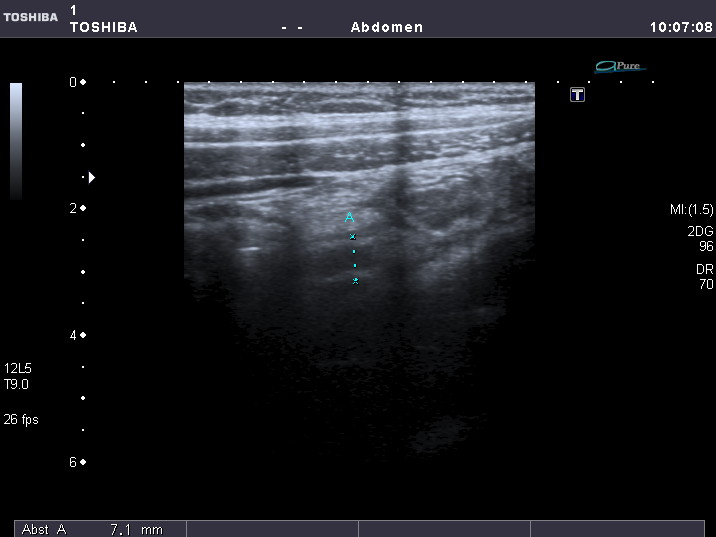 TOSHIBA
1
TOSHIBA - - Abdomen 10:07:08
aPure
T
0
2
4
6
A
MI:(1.5)
2DG
96
DR
70
12L5
T9.0
26 fps
Abst A 7.1 mm